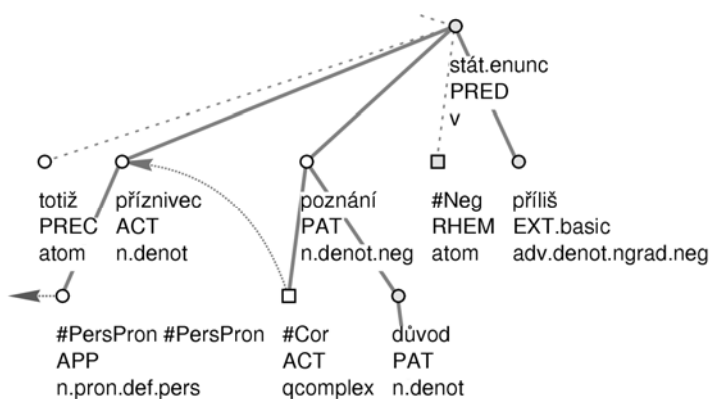 stát.enunc
PRED
v
totiž příznivec poznání #Neg příliš
PREC ACT PAT RHEM EXT.basic
atom n.denot n.denot.neg atom adv.denot.ngrad.neg
#PersPron #PersPron #Cor důvod
APP ACT PAT
n.pron.def.pers qcomplex n.denot